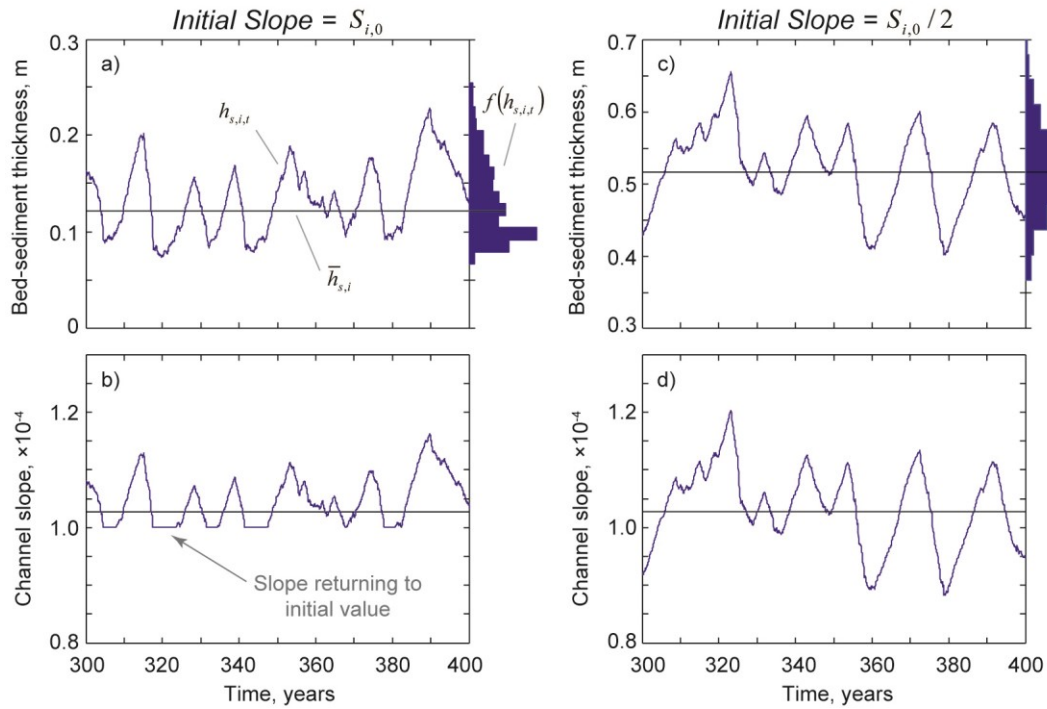 Initial Slope = S_{i,0}
Initial Slope = S_{i,0} / 2
Bed-sediment thickness, m
0.3
0.2
0.1
0
a)
h_{s,i,t}
f(h_{s,i,t})
\bar{h}_{s,i}
Bed-sediment thickness, m
0.7
0.6
0.5
0.4
0.3
c)
Channel slope, ×10⁻⁴
1.2
1.0
0.8
b)
Slope returning to
initial value
300 320 340 360 380 400
Time, years
Channel slope, ×10⁻⁴
1.2
1.0
0.8
d)
300 320 340 360 380 400
Time, years